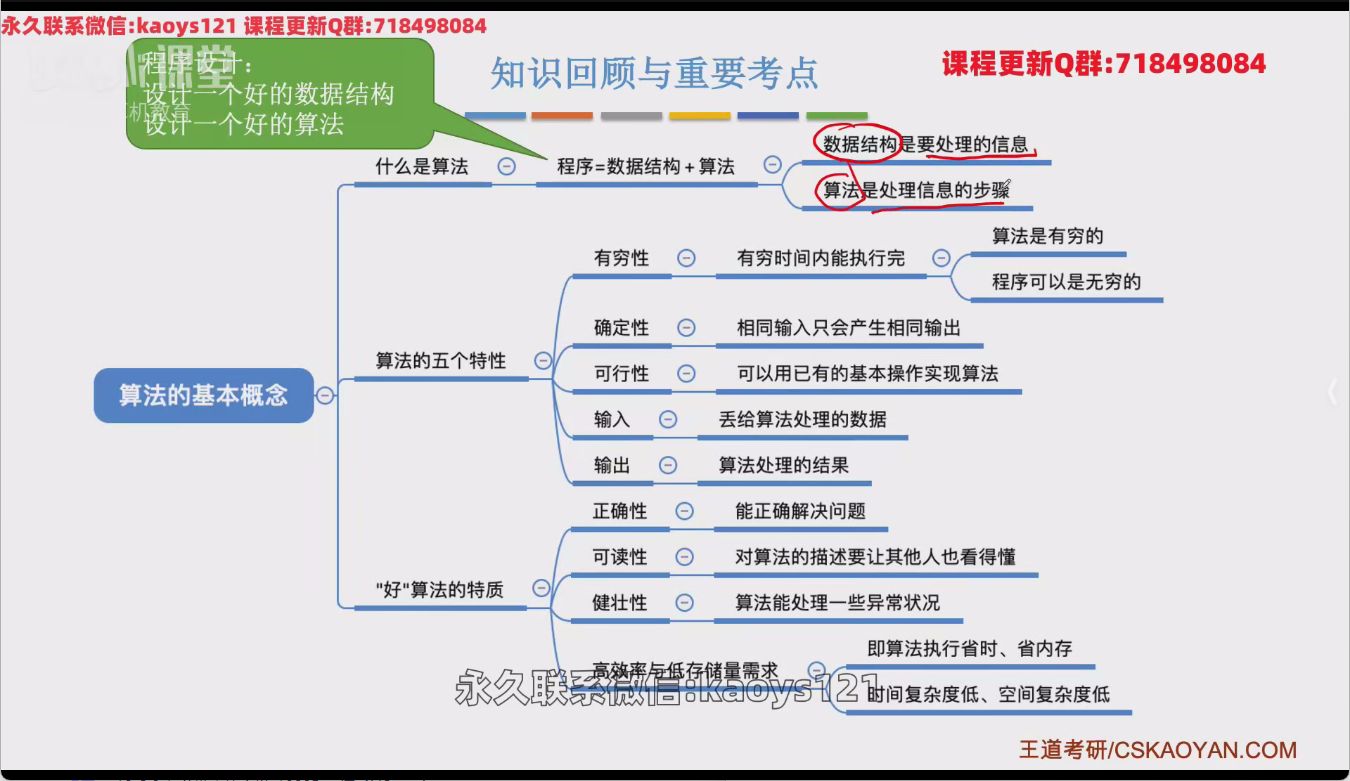 永久联系微信:kaoys121 课程更新Q群:718498084
课堂
程序设计:
设计一个好的数据结构
机教育
设计一个好的算法
知识回顾与重要考点
课程更新Q群:718498084
数据结构是要处理的信息
什么是算法
程序=数据结构+算法
算法是处理信息的步骤
算法是有穷的
有穷性
有穷时间内能执行完
程序可以是无穷的
确定性
相同输入只会产生相同输出
算法的五个特性
可行性
可以用已有的基本操作实现算法
算法的基本概念
输入
丢给算法处理的数据
输出
算法处理的结果
正确性
能正确解决问题
可读性
对算法的描述要让其他人也看得懂
"好"算法的特质
健壮性
算法能处理一些异常状况
即算法执行省时、省内存
高效率与低存储量需求
时间复杂度低、空间复杂度低
永久联系微信:kaoys121
王道考研/CSKAOYAN.COM